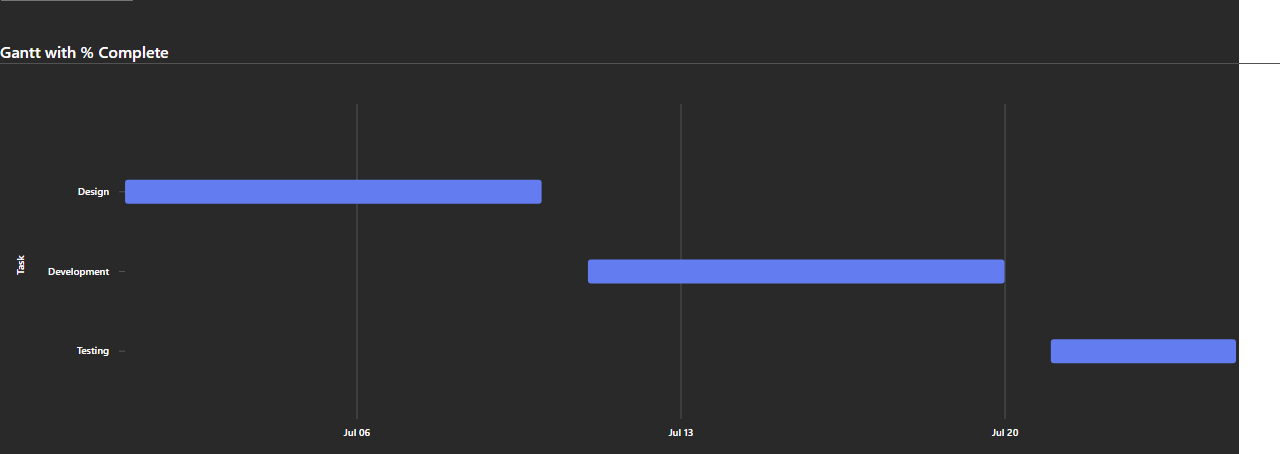 Gantt with % Complete
Design
Task
Development
Testing
Jul 06
Jul 13
Jul 20